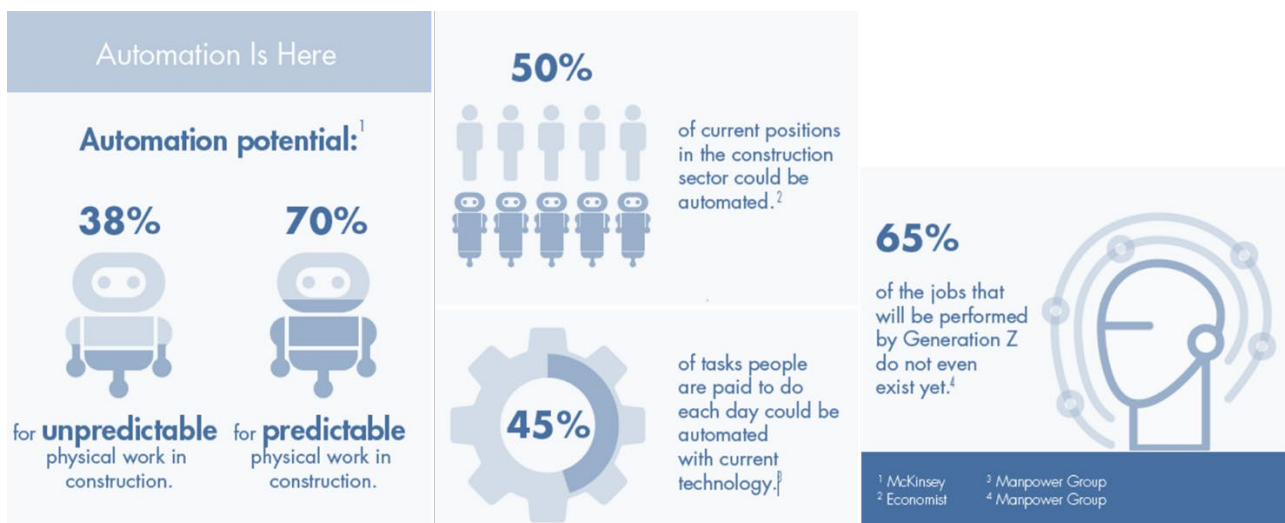 Automation Is Here
Automation potential:1
38%
for unpredictable
physical work in
construction.
70%
for predictable
physical work in
construction.
50%
of current positions
in the construction
sector could be
automated.2
45%
of tasks people
are paid to do
each day could be
automated
with current
technology.3
65%
of the jobs that
will be performed
by Generation Z
do not even
exist yet.4
1 McKinsey
2 Economist
3 Manpower Group
4 Manpower Group